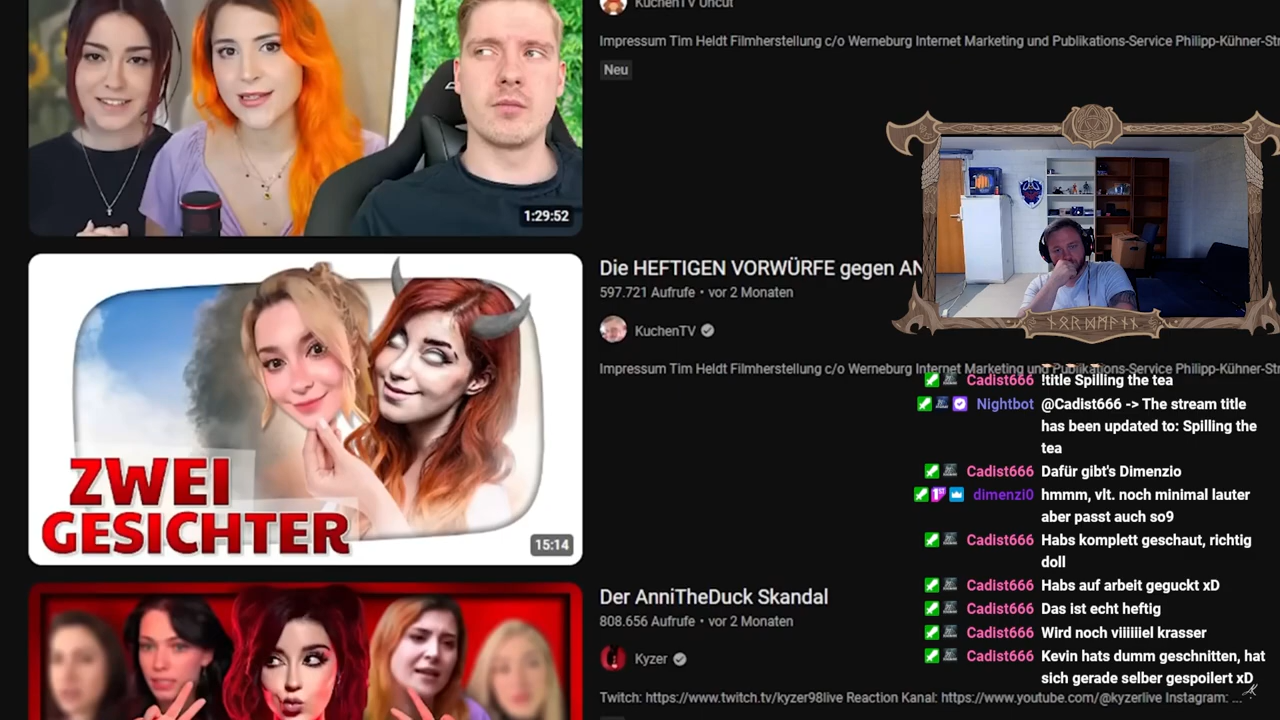 KuchenTV Uncut
Impressum Tim Heldt Filmherstellung c/o Werneburg Internet Marketing und Publikations-Service Philipp-Kühner-Str
Neu
1:29:52
Die HEFTIGEN VORWÜRFE gegen AN
597.721 Aufrufe • vor 2 Monaten
KuchenTV
Impressum Tim Heldt Filmherstellung c/o Werneburg Internet Marketing und Publikations-Service Philipp-Kühner-Str
ZWEI
GESICHTER
15:14
Der AnniTheDuck Skandal
808.656 Aufrufe • vor 2 Monaten
Kyzer
Twitch: https://www.twitch.tv/kyzer98live Reaction Kanal: https://www.youtube.com/@kyzerlive Instagram: ...
Cadist666 !title Spilling the tea
Nightbot @Cadist666 -> The stream title
has been updated to: Spilling the
tea
Cadist666 Dafür gibt's Dimenzio
dimenzi0 hmmm, vlt. noch minimal lauter
aber passt auch so9
Cadist666 Habs komplett geschaut, richtig
doll
Cadist666 Habs auf arbeit geguckt xD
Cadist666 Das ist echt heftig
Cadist666 Wird noch viiiiiel krasser
Cadist666 Kevin hats dumm geschnitten, hat
sich gerade selber gespoilert xD